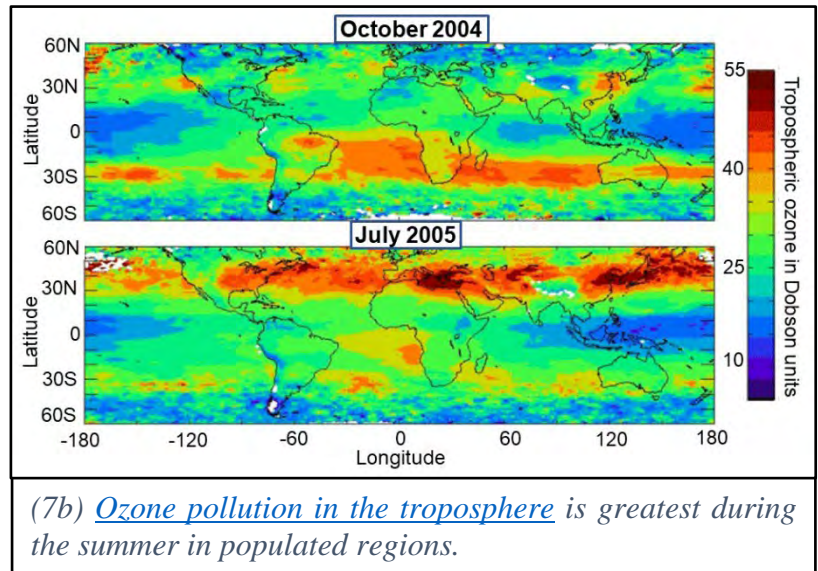 October 2004
60N
30N
0
30S
60S
Latitude
July 2005
60N
30N
0
30S
60S
Latitude
-180
-120
-60
0
60
120
180
Longitude
55
40
25
10
Tropospheric ozone in Dobson units
(7b) Ozone pollution in the troposphere is greatest during
the summer in populated regions.